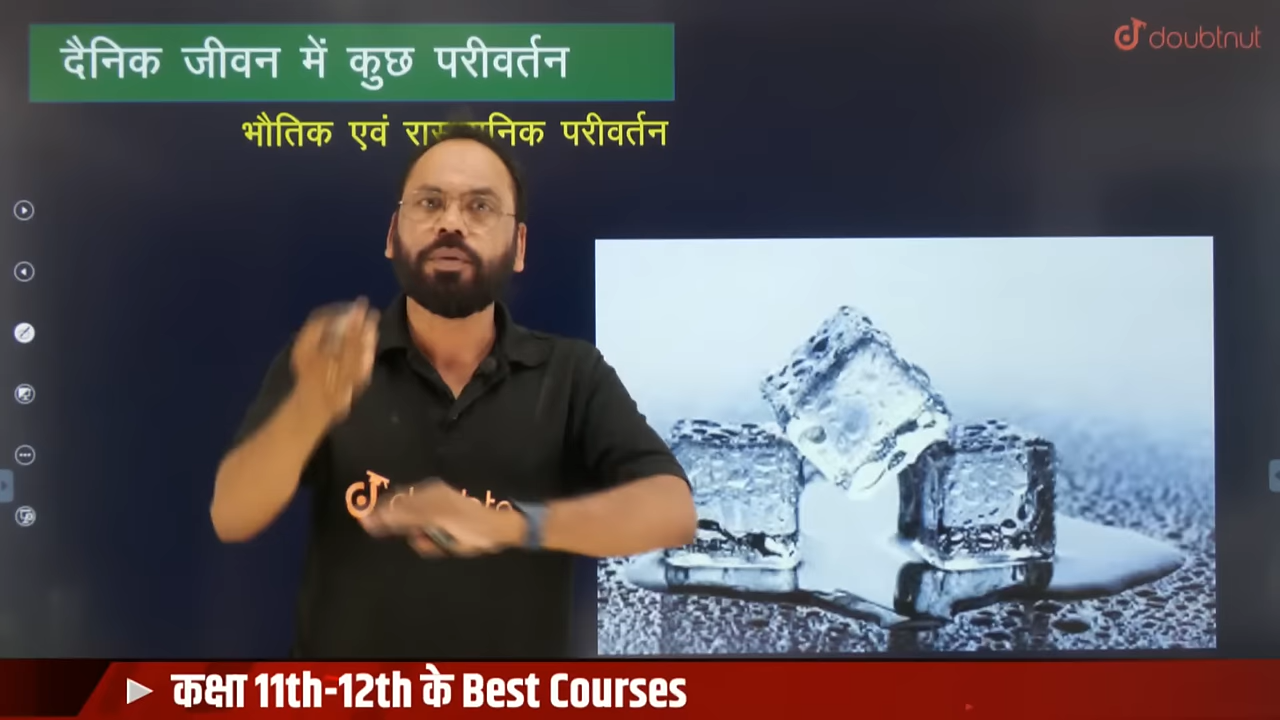 दैनिक जीवन में कुछ परीवर्तन
doubtnut
भौतिक एवं परीवर्तन
कक्षा 11th-12th के Best Courses